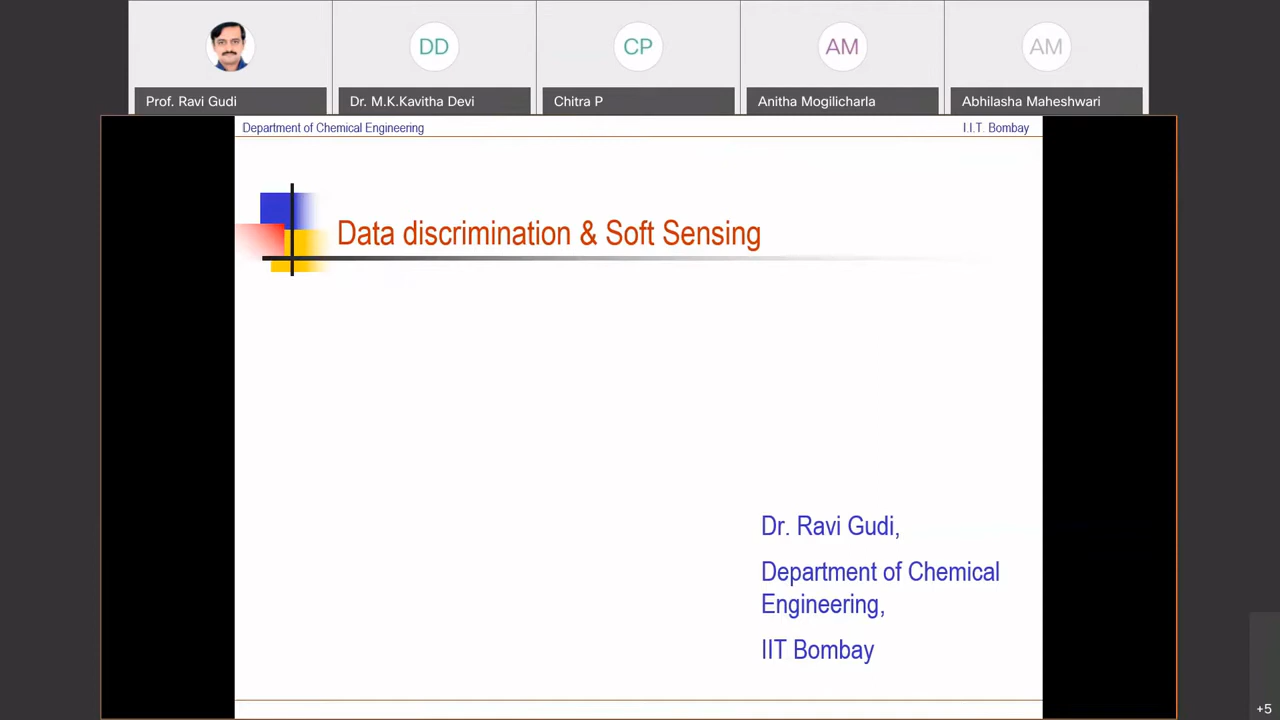 DD
CP
AM
AM
Prof. Ravi Gudi
Dr. M.K.Kavitha Devi
Chitra P
Anitha Mogilicharla
Abhilasha Maheshwari
Department of Chemical Engineering
I.I.T. Bombay
Data discrimination & Soft Sensing
Dr. Ravi Gudi,
Department of Chemical
Engineering,
IIT Bombay
+5